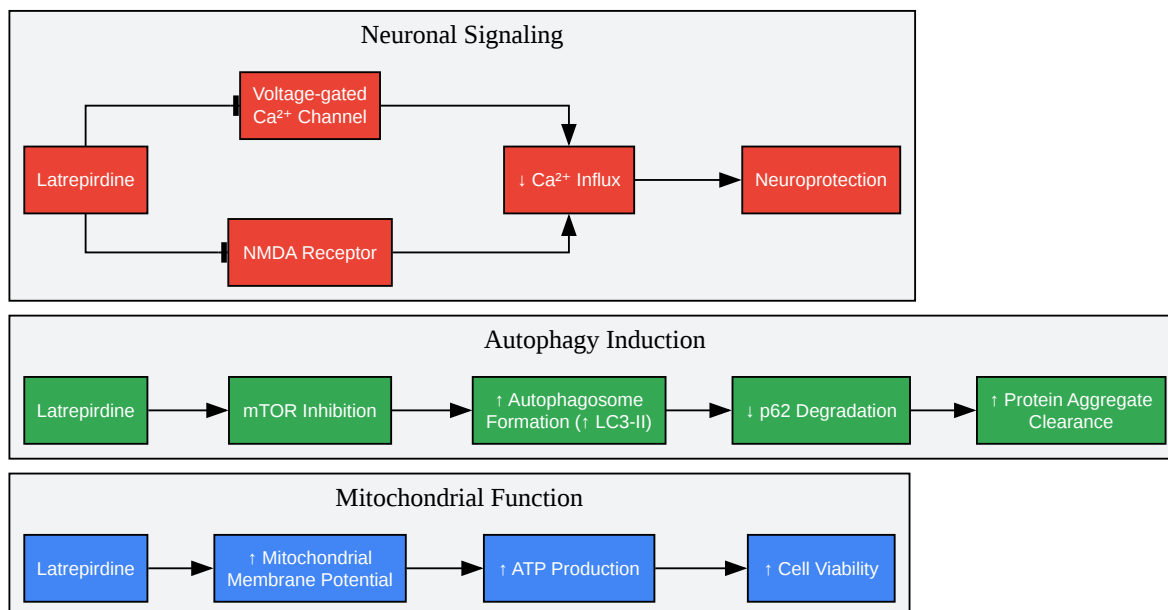 Neuronal Signaling
Voltage-gated
Ca²⁺ Channel
Latrepirdine
↓ Ca²⁺ Influx
Neuroprotection
NMDA Receptor
Autophagy Induction
Latrepirdine
mTOR Inhibition
↑ Autophagosome
Formation (↑ LC3-II)
↓ p62 Degradation
↑ Protein Aggregate
Clearance
Mitochondrial Function
Latrepirdine
↑ Mitochondrial
Membrane Potential
↑ ATP Production
↑ Cell Viability